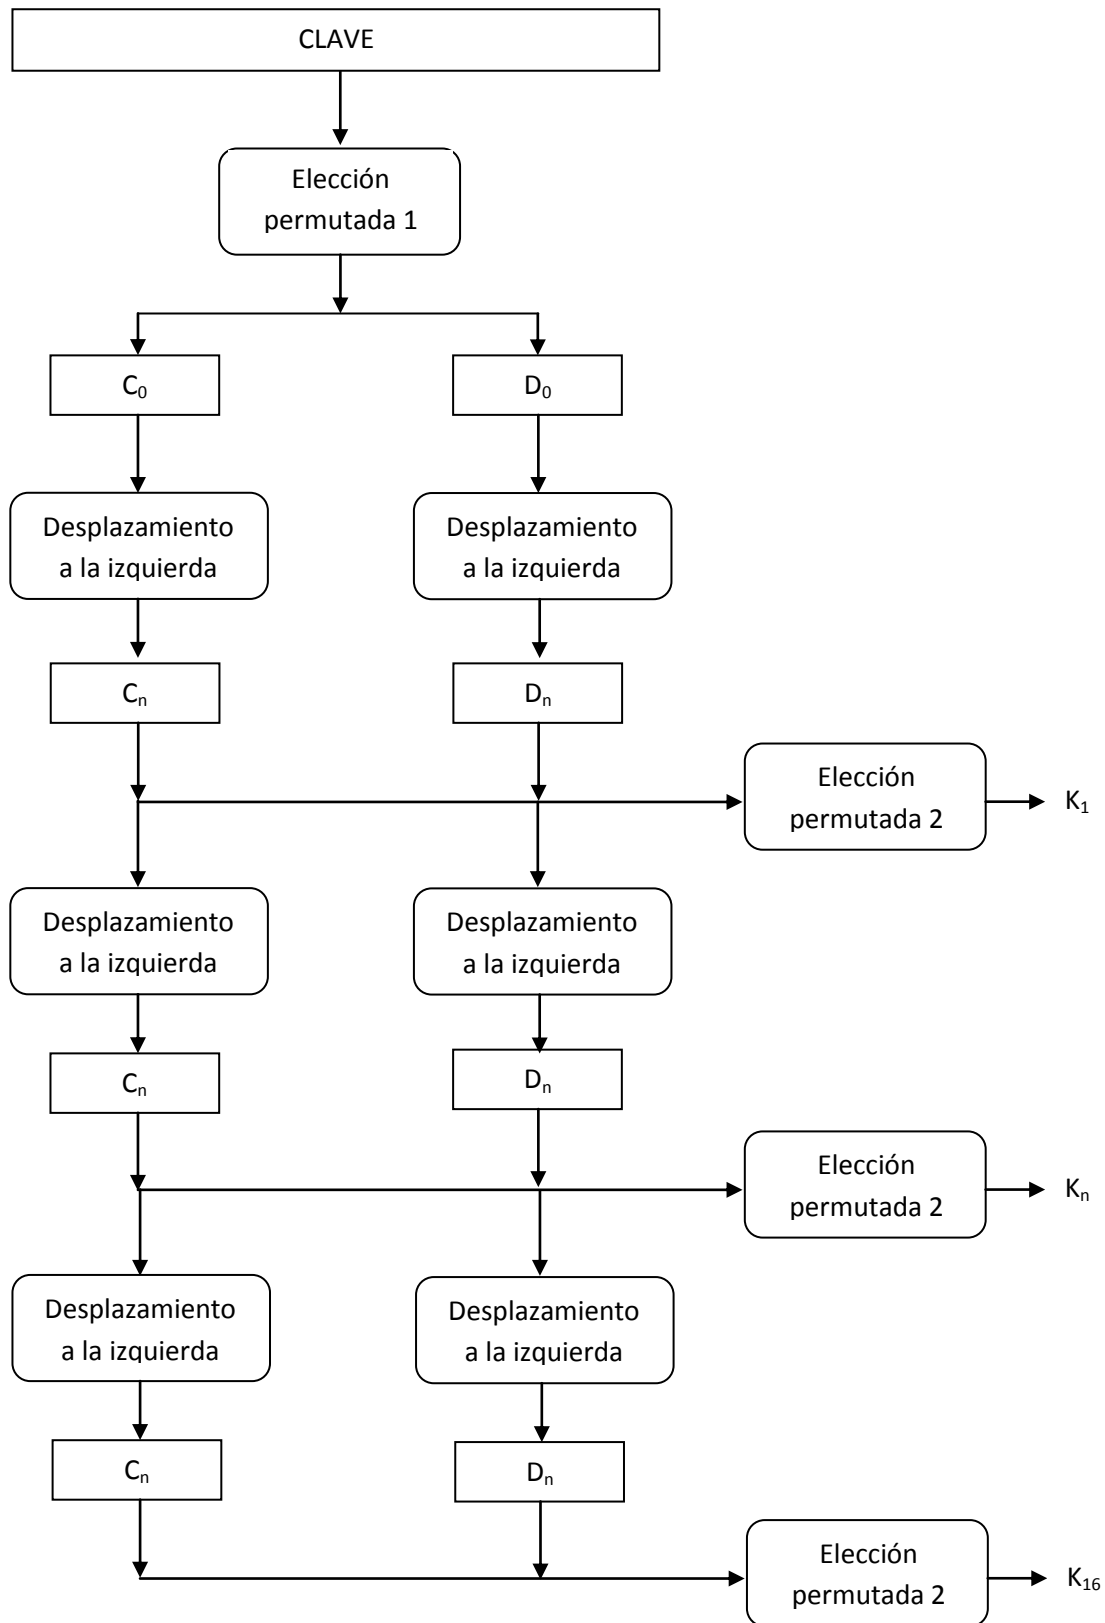 CLAVE
Elección
permutada 1
C₀
D₀
Desplazamiento
a la izquierda
Desplazamiento
a la izquierda
Cₙ
Dₙ
Elección
permutada 2
K₁
Desplazamiento
a la izquierda
Desplazamiento
a la izquierda
Cₙ
Dₙ
Elección
permutada 2
Kₙ
Desplazamiento
a la izquierda
Desplazamiento
a la izquierda
Cₙ
Dₙ
Elección
permutada 2
K₁₆